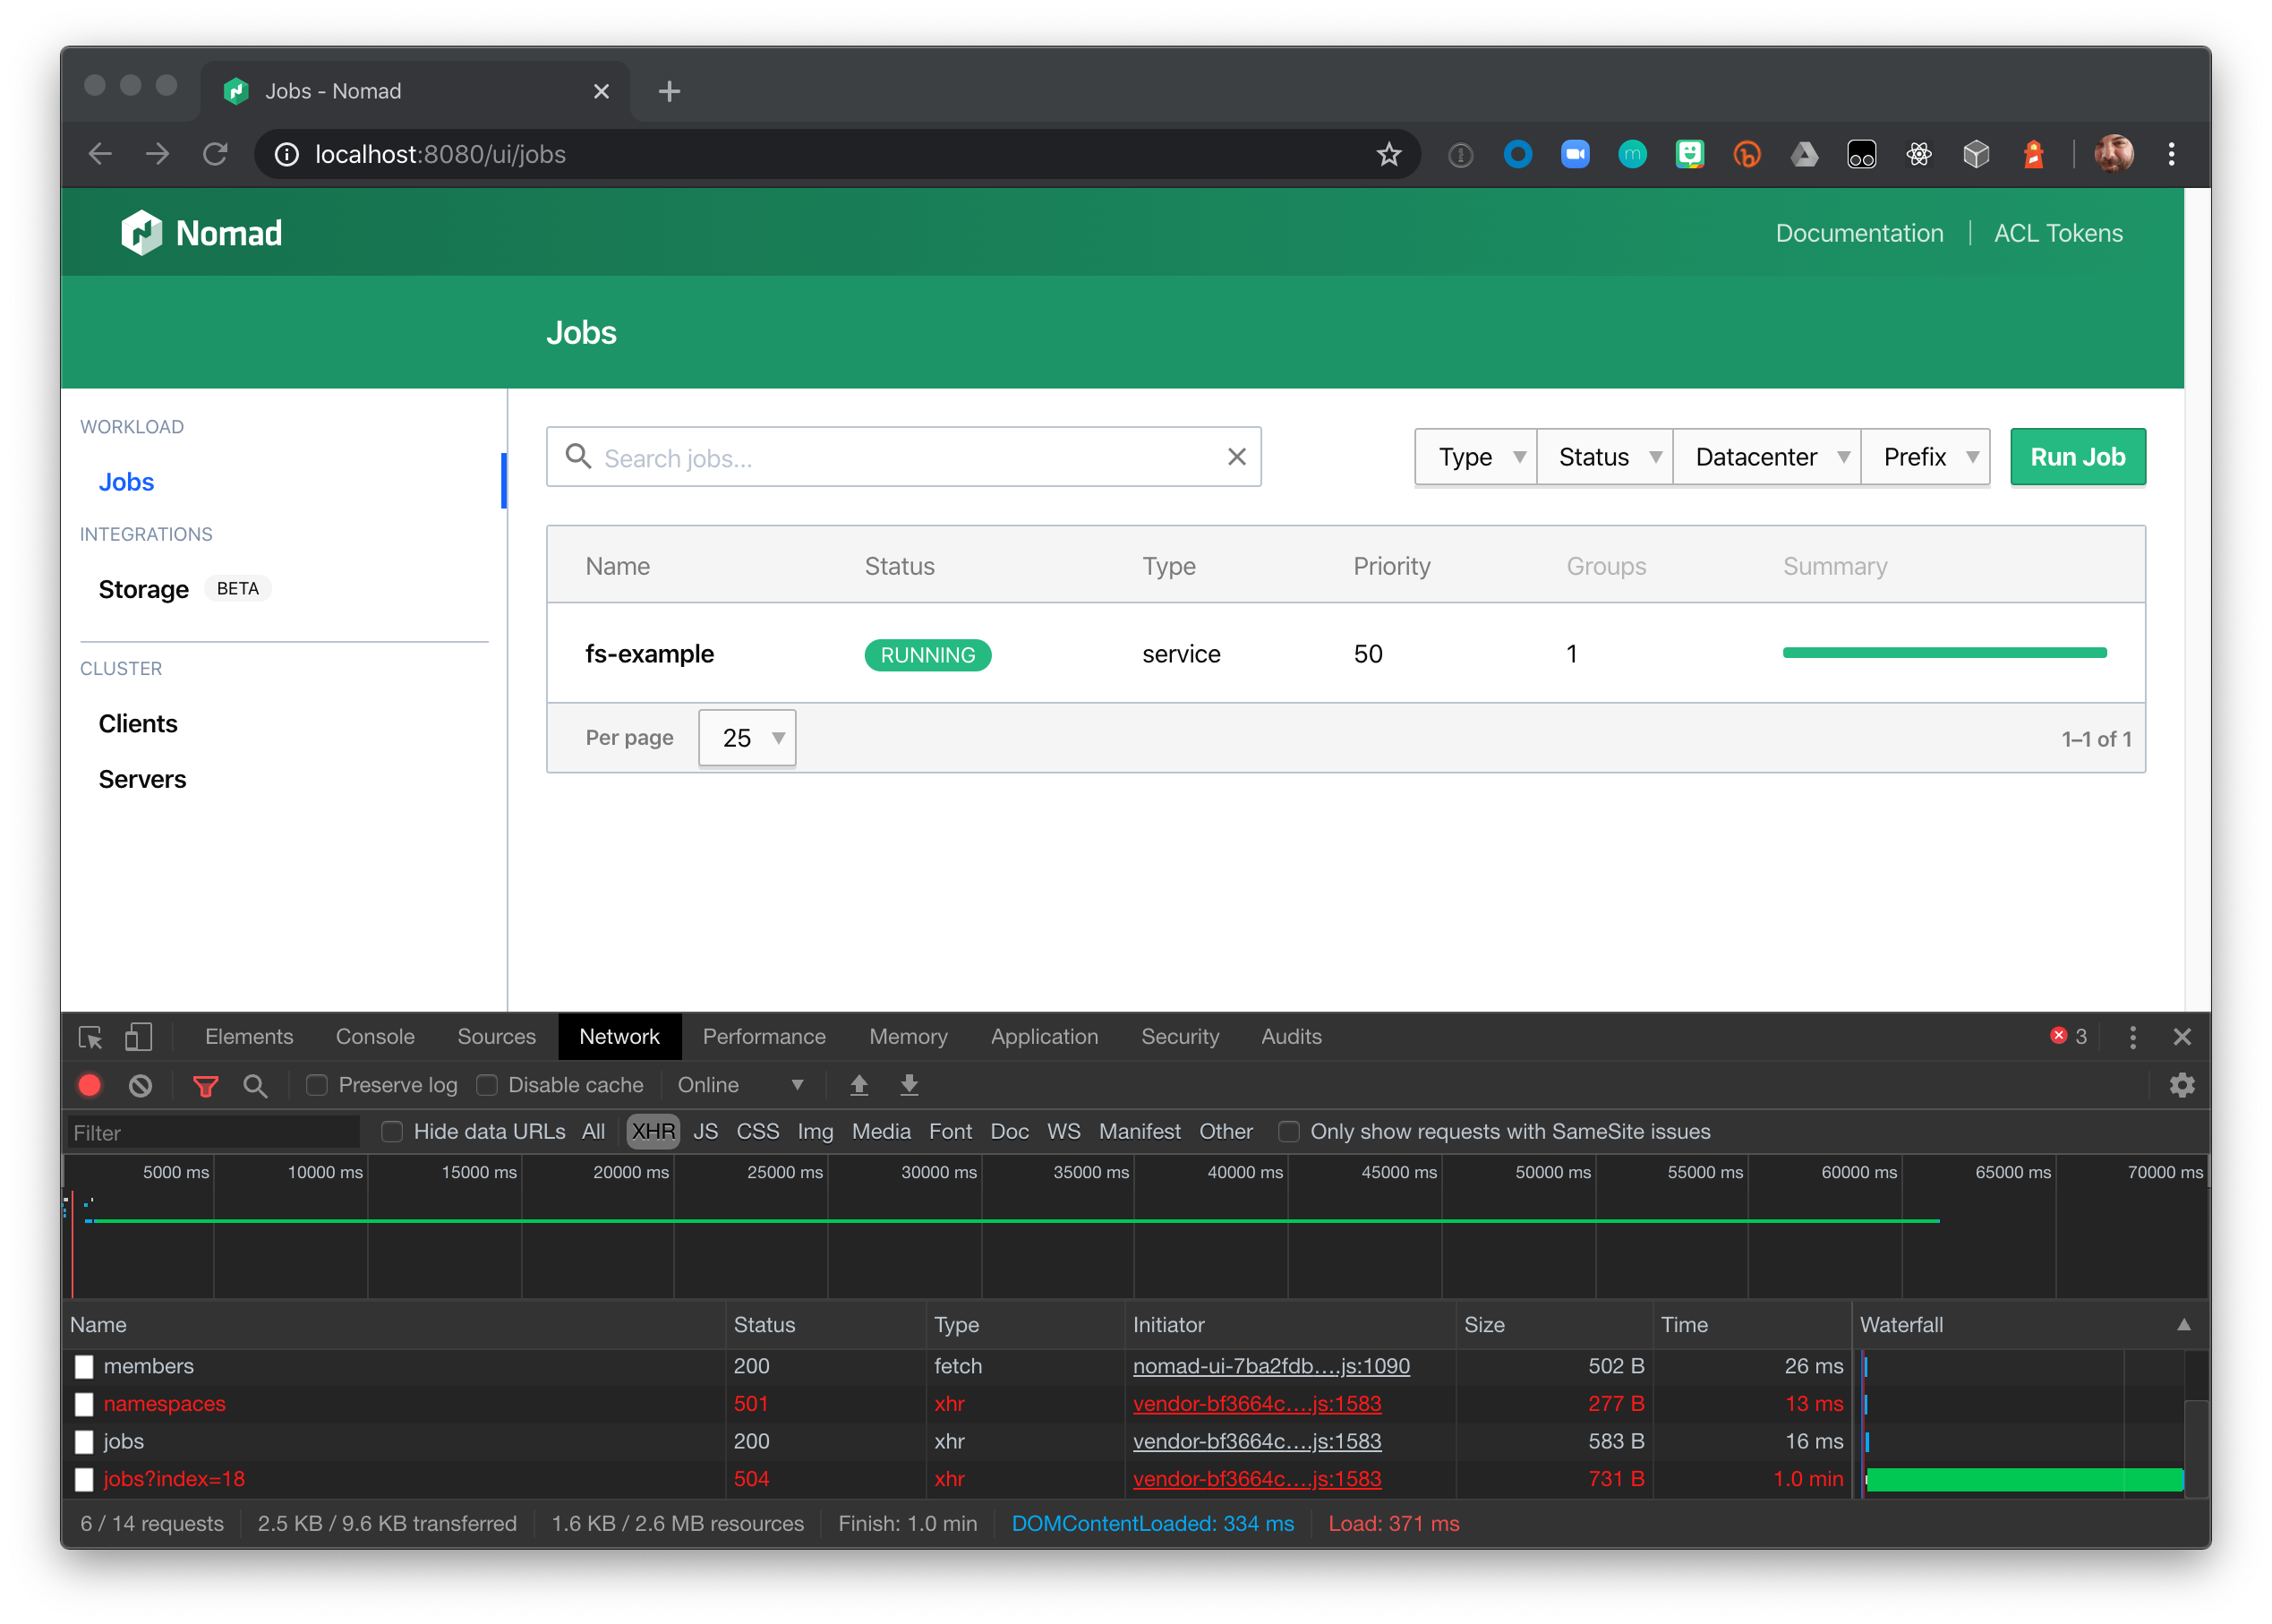 Jobs - Nomad
localhost:8080/ui/jobs
Nomad
Documentation
ACL Tokens
Jobs
WORKLOAD
Jobs
INTEGRATIONS
Storage BETA
CLUSTER
Clients
Servers
Search jobs...
Type Status Datacenter Prefix Run Job
Name Status Type Priority Groups Summary
fs-example RUNNING service 50 1
Per page 25 1–1 of 1
Elements Console Sources Network Performance Memory Application Security Audits 3
Preserve log Disable cache Online
Filter Hide data URLs All XHR JS CSS Img Media Font Doc WS Manifest Other Only show requests with SameSite issues
5000 ms 10000 ms 15000 ms 20000 ms 25000 ms 30000 ms 35000 ms 40000 ms 45000 ms 50000 ms 55000 ms 60000 ms 65000 ms 70000 ms
Name Status Type Initiator Size Time Waterfall
members 200 fetch nomad-ui-7ba2fdb….js:1090 502 B 26 ms
namespaces 501 xhr vendor-bf3664c….js:1583 277 B 13 ms
jobs 200 xhr vendor-bf3664c….js:1583 583 B 16 ms
jobs?index=18 504 xhr vendor-bf3664c….js:1583 731 B 1.0 min
6 / 14 requests 2.5 KB / 9.6 KB transferred 1.6 KB / 2.6 MB resources Finish: 1.0 min DOMContentLoaded: 334 ms Load: 371 ms